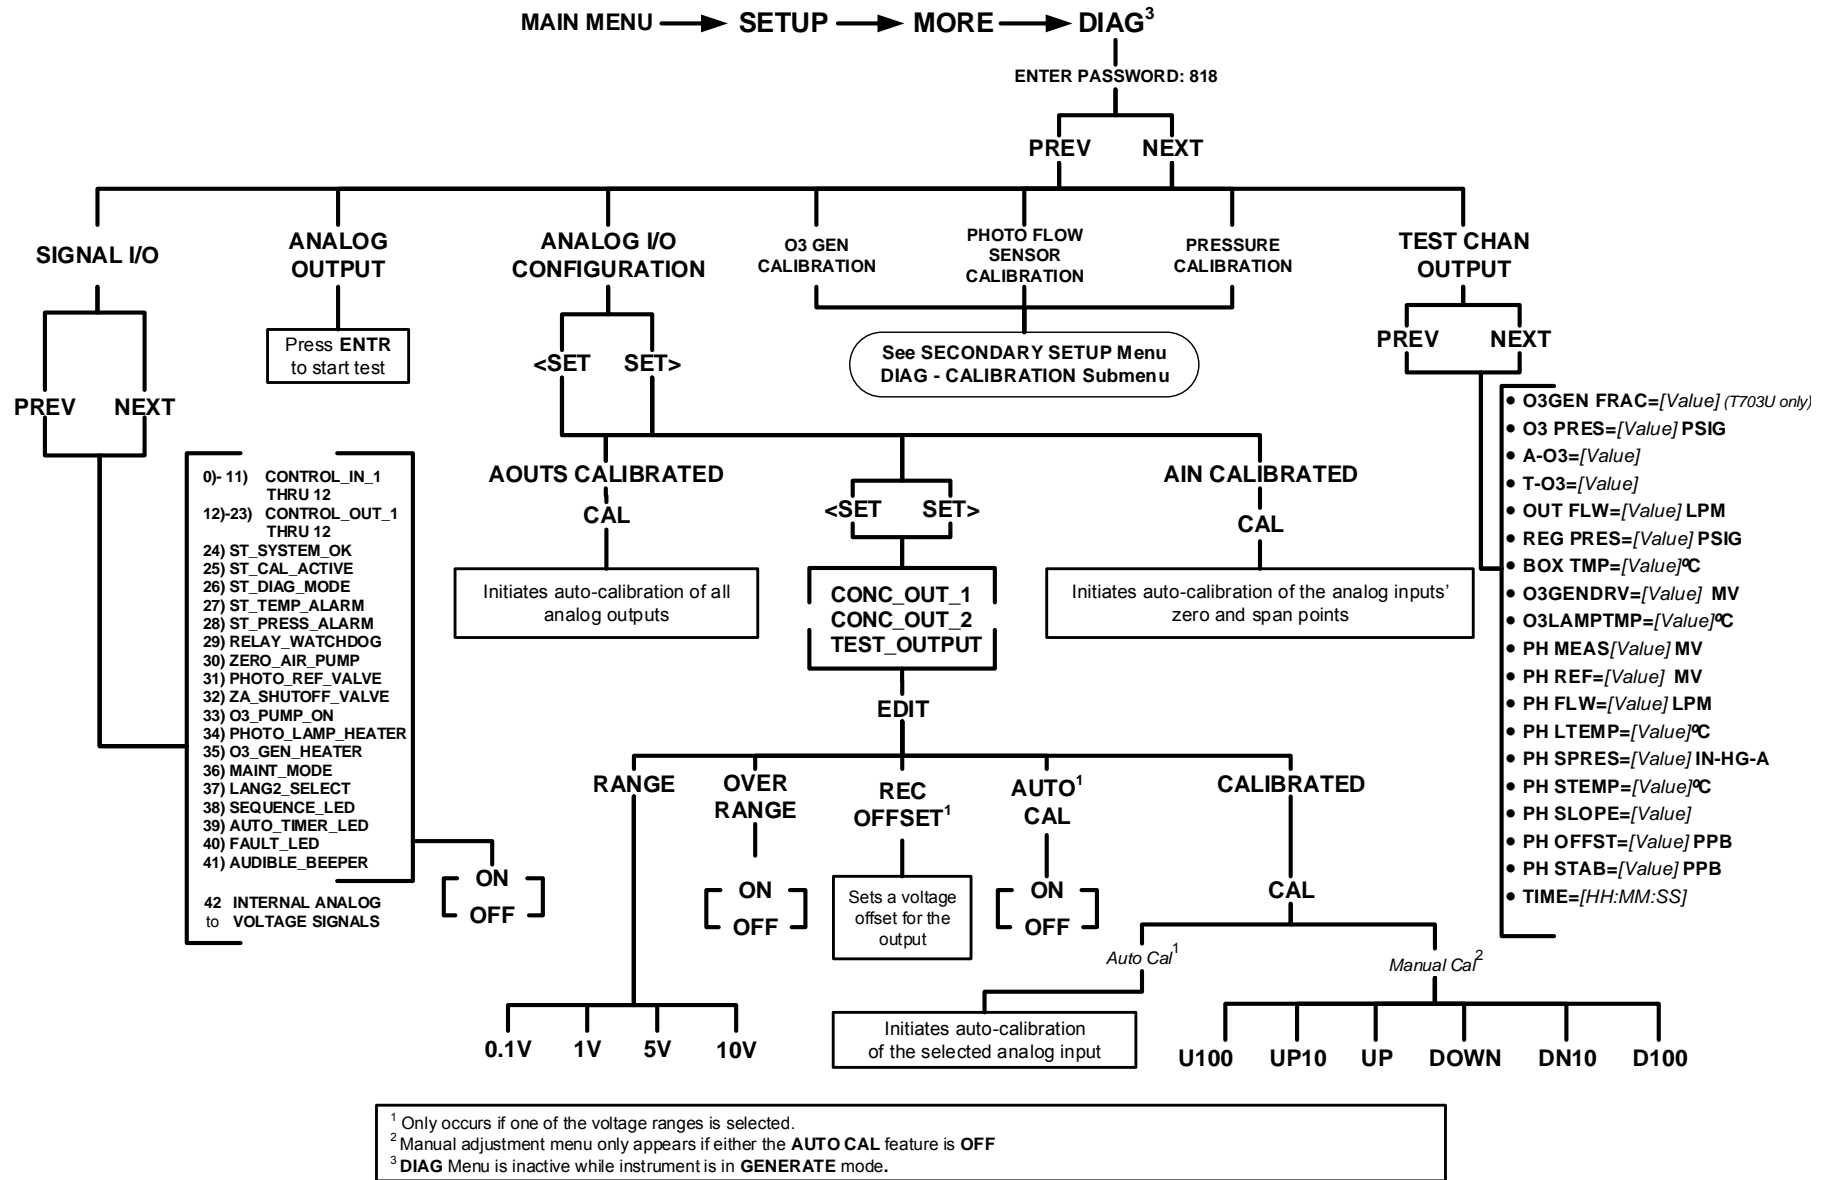 MAIN MENU SETUP MORE DIAG3
ENTER PASSWORD: 818
PREV NEXT
SIGNAL I/O
PREV NEXT
0)- 11) CONTROL_IN_1
THRU 12
12)-23) CONTROL_OUT_1
THRU 12
24) ST_SYSTEM_OK
25) ST_CAL_ACTIVE
26) ST_DIAG_MODE
27) ST_TEMP_ALARM
28) ST_PRESS_ALARM
29) RELAY_WATCHDOG
30) ZERO_AIR_PUMP
31) PHOTO_REF_VALVE
32) ZA_SHUTOFF_VALVE
33) O3_PUMP_ON
34) PHOTO_LAMP_HEATER
35) O3_GEN_HEATER
36) MAINT_MODE
37) LANG2_SELECT
38) SEQUENCE_LED
39) AUTO_TIMER_LED
40) FAULT_LED
41) AUDIBLE_BEEPER
42 INTERNAL ANALOG
to VOLTAGE SIGNALS
ON
OFF
ANALOG
OUTPUT
Press ENTR
to start test
ANALOG I/O
CONFIGURATION
<SET SET>
AOUTS CALIBRATED
CAL
Initiates auto-calibration of all
analog outputs
<SET SET>
CONC_OUT_1
CONC_OUT_2
TEST_OUTPUT
EDIT
RANGE
0.1V 1V 5V 10V
OVER
RANGE
ON
OFF
REC
OFFSET1
Sets a voltage
offset for the
output
AUTO1
CAL
ON
OFF
CALIBRATED
CAL
Auto Cal1
Initiates auto-calibration
of the selected analog input
Manual Cal2
U100 UP10 UP DOWN DN10 D100
AIN CALIBRATED
CAL
Initiates auto-calibration of the analog inputs’
zero and span points
O3 GEN
CALIBRATION
PHOTO FLOW
SENSOR
CALIBRATION
PRESSURE
CALIBRATION
See SECONDARY SETUP Menu
DIAG - CALIBRATION Submenu
TEST CHAN
OUTPUT
PREV NEXT
• O3GEN FRAC=[Value] (T703U only)
• O3 PRES=[Value] PSIG
• A-O3=[Value]
• T-O3=[Value]
• OUT FLW=[Value] LPM
• REG PRES=[Value] PSIG
• BOX TMP=[Value]ºC
• O3GENDRV=[Value] MV
• O3LAMPTMP=[Value]ºC
• PH MEAS[Value] MV
• PH REF=[Value] MV
• PH FLW=[Value] LPM
• PH LTEMP=[Value]ºC
• PH SPRES=[Value] IN-HG-A
• PH STEMP=[Value]ºC
• PH SLOPE=[Value]
• PH OFFST=[Value] PPB
• PH STAB=[Value] PPB
• TIME=[HH:MM:SS]
1 Only occurs if one of the voltage ranges is selected.
2 Manual adjustment menu only appears if either the AUTO CAL feature is OFF
3 DIAG Menu is inactive while instrument is in GENERATE mode.